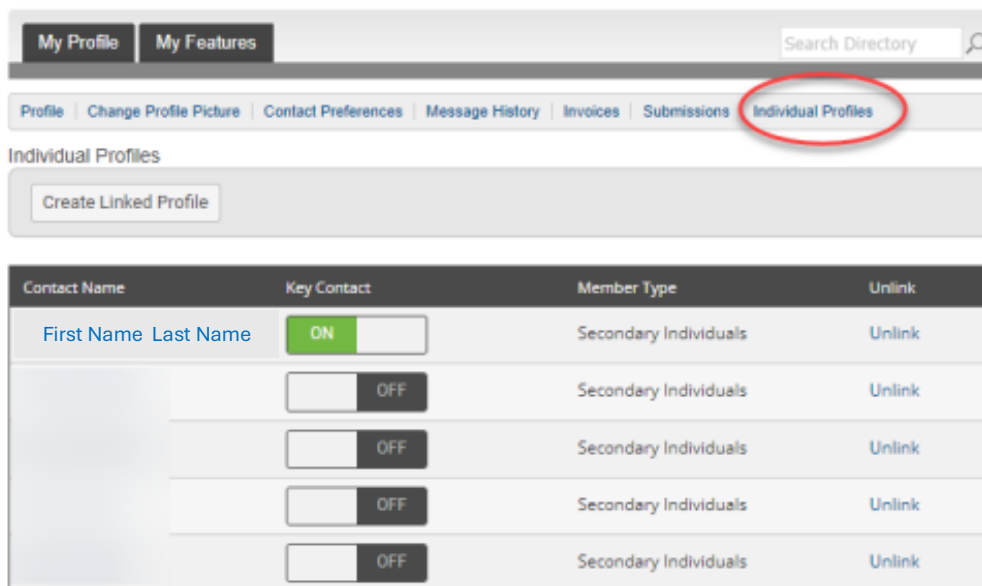 My Profile My Features Search Directory
Profile Change Profile Picture Contact Preferences Message History Invoices Submissions Individual Profiles
Individual Profiles
Create Linked Profile
Contact Name Key Contact Member Type Unlink
First Name Last Name ON Secondary Individuals Unlink
OFF Secondary Individuals Unlink
OFF Secondary Individuals Unlink
OFF Secondary Individuals Unlink
OFF Secondary Individuals Unlink